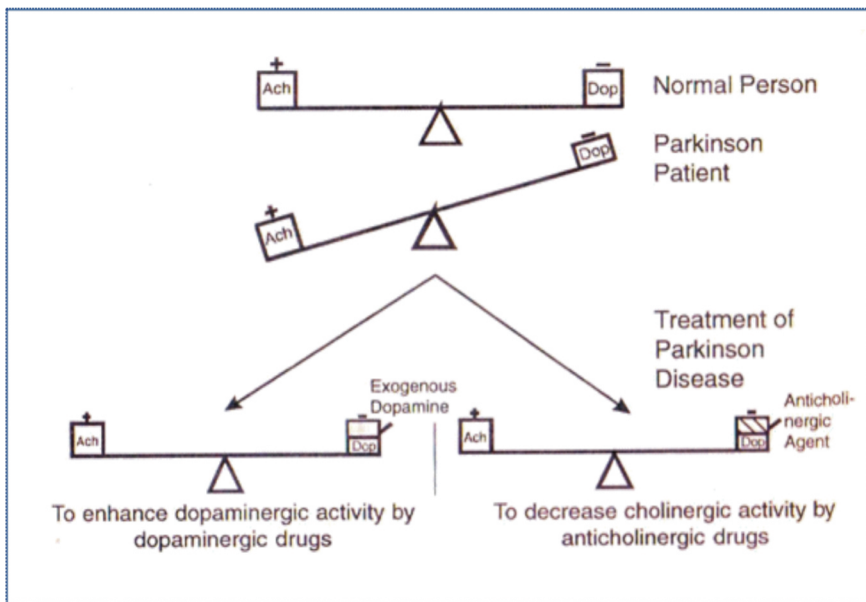 +
Ach
−
Dop
Normal Person
−
Dop
Parkinson
Patient
+
Ach
Treatment of
Parkinson
Disease
Exogenous
Dopamine
+
Ach
−
Dop
+
Ach
−
Dop
Anticholi-
nergic
Agent
To enhance dopaminergic activity by
dopaminergic drugs
To decrease cholinergic activity by
anticholinergic drugs